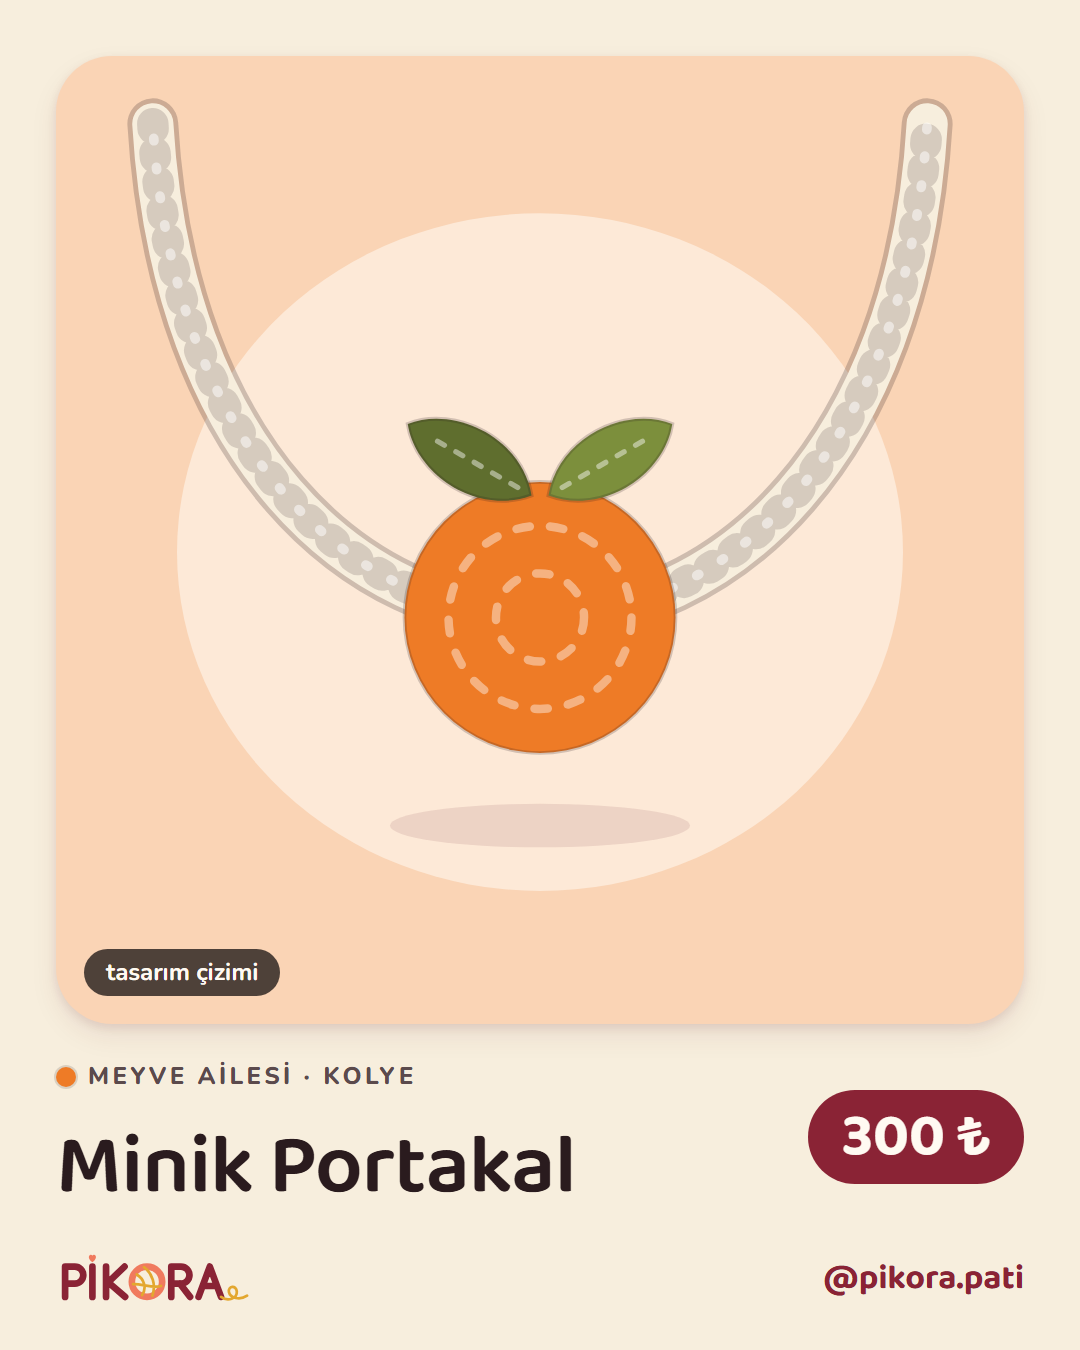 tasarım çizimi
MEYVE AİLESİ · KOLYE
Minik Portakal
300 ₺
PİKORA
@pikora.pati